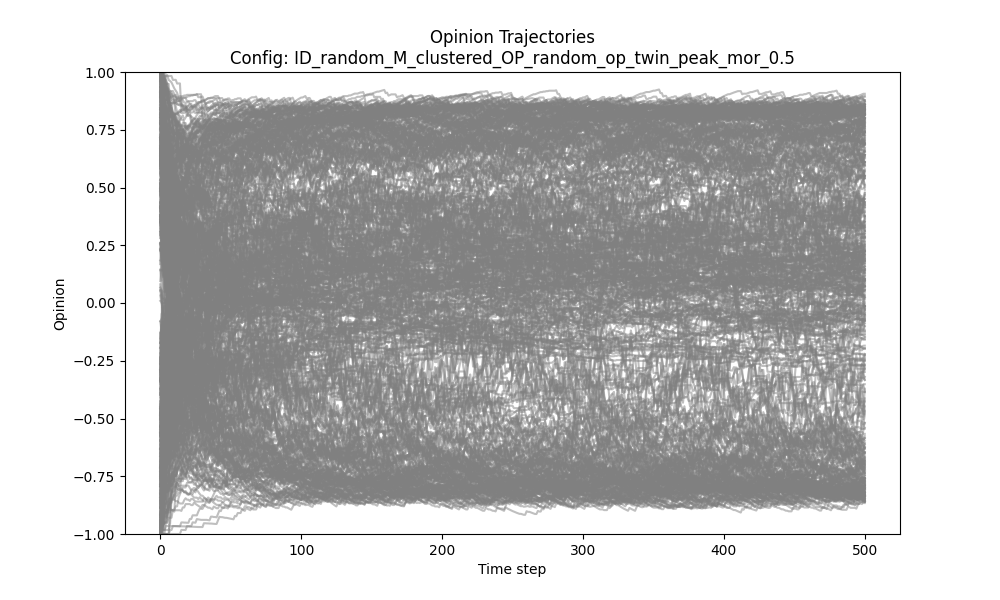 Opinion Trajectories
Config: ID_random_M_clustered_OP_random_op_twin_peak_mor_0.5
1.00
0.75
0.50
0.25
0.00
−0.25
−0.50
−0.75
−1.00
Opinion
0 100 200 300 400 500
Time step